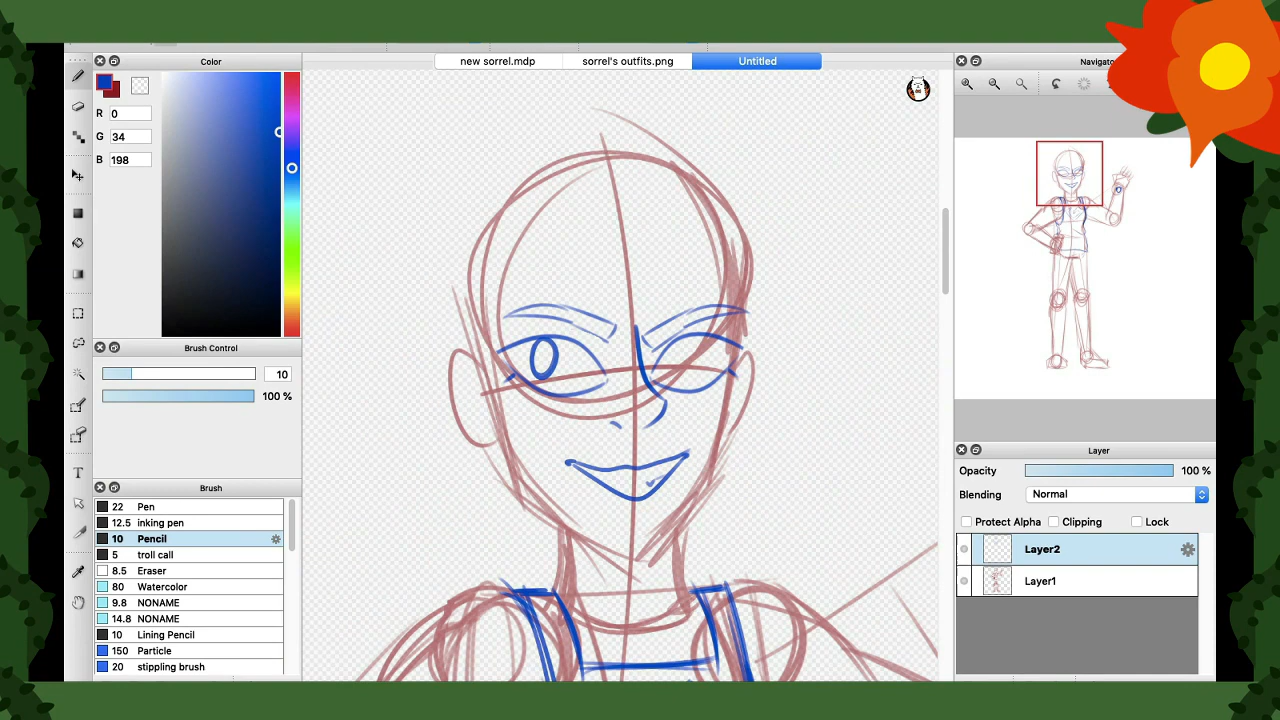 Color
new sorrel.mdp
sorrel's outfits.png
Untitled
Navigato
R 0
G 34
B 198
Brush Control
10
100 %
Brush
22 Pen
12.5 inking pen
10 Pencil
5 troll call
8.5 Eraser
80 Watercolor
9.8 NONAME
14.8 NONAME
10 Lining Pencil
150 Particle
20 stippling brush
T
Layer
Opacity 100 %
Blending Normal
Protect Alpha Clipping Lock
Layer2
Layer1